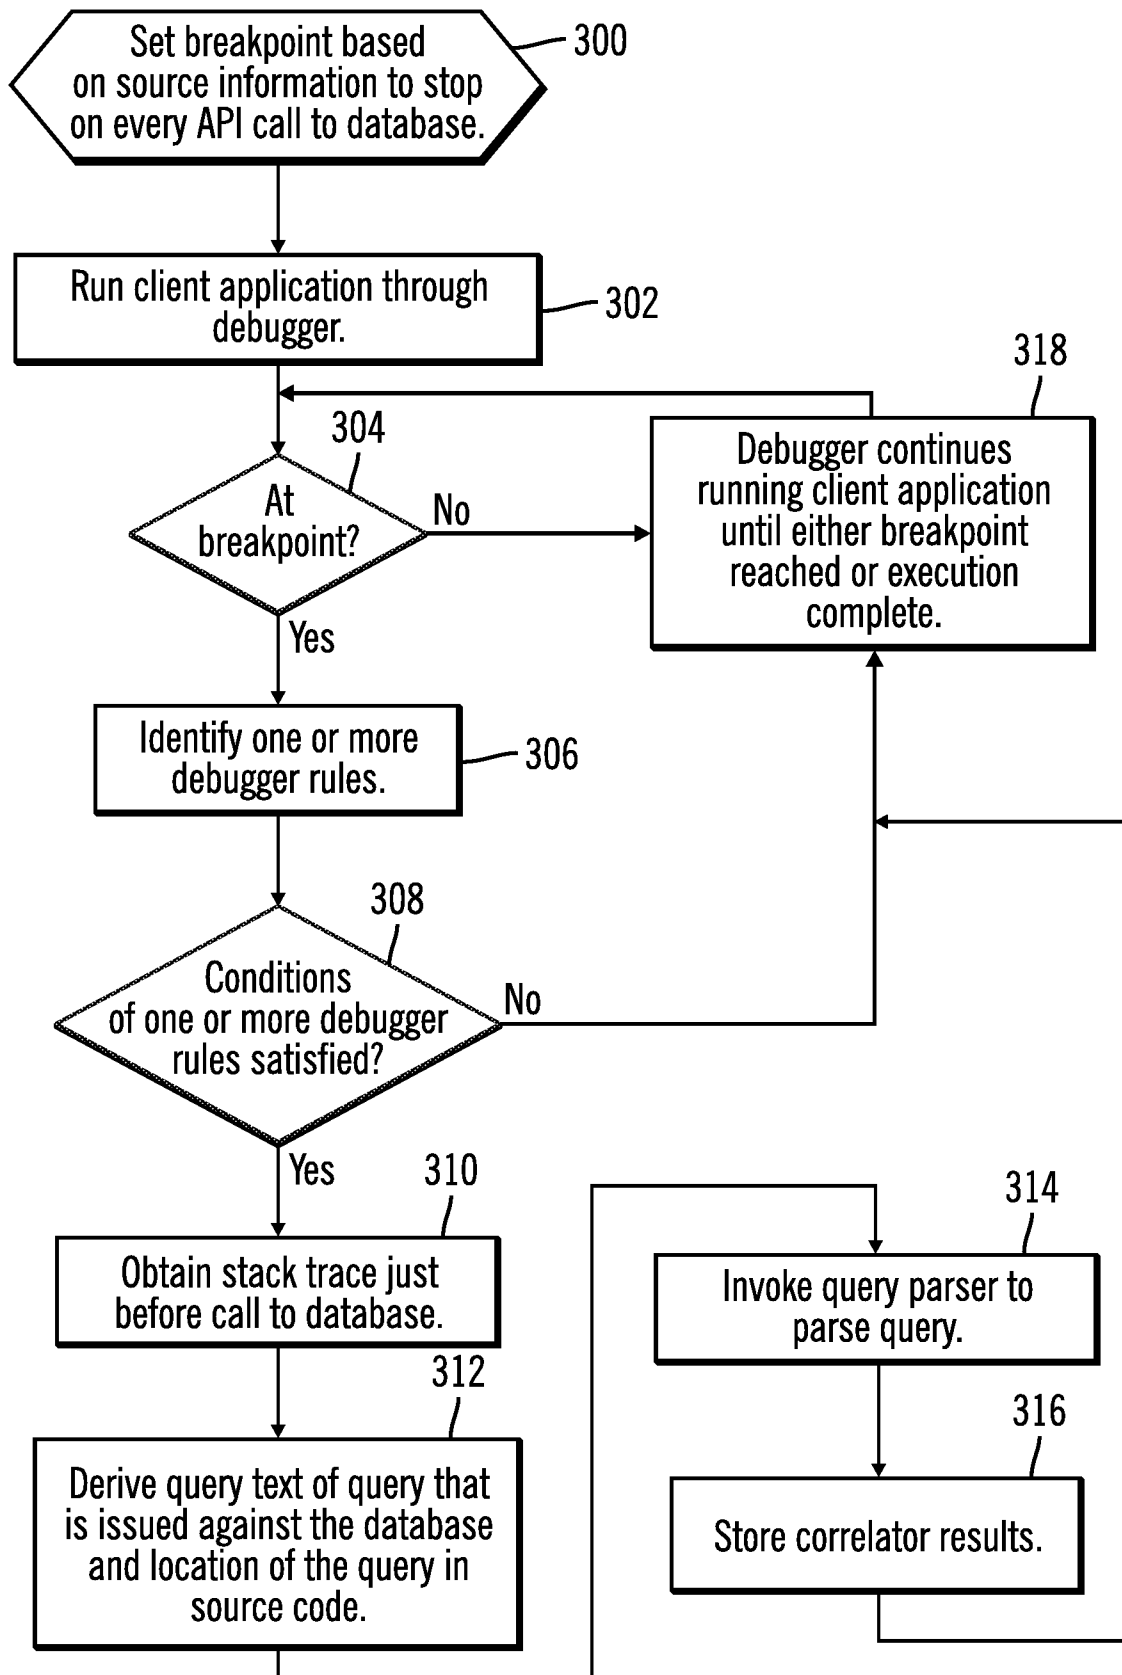 Set breakpoint based
on source information to stop
on every API call to database.
300
Run client application through
debugger.
302
304
At
breakpoint?
No
Yes
318
Debugger continues
running client application
until either breakpoint
reached or execution
complete.
Identify one or more
debugger rules.
306
308
Conditions
of one or more debugger
rules satisfied?
No
Yes
310
Obtain stack trace just
before call to database.
312
Derive query text of query that
is issued against the database
and location of the query in
source code.
314
Invoke query parser to
parse query.
316
Store correlator results.